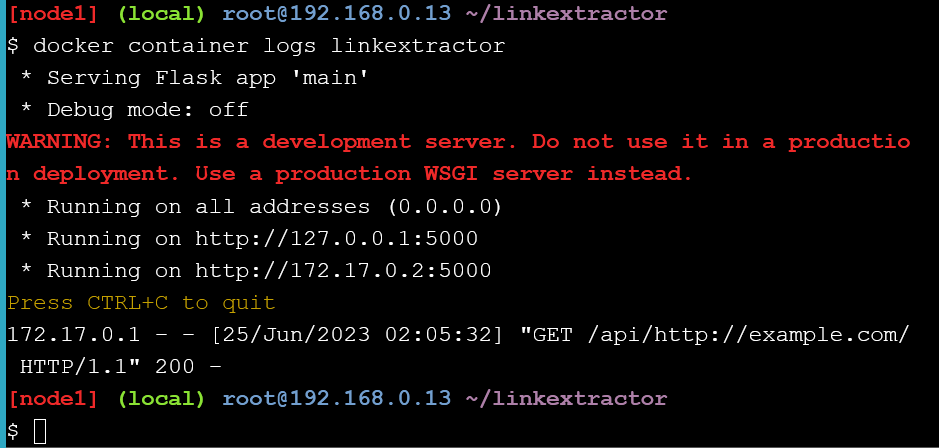 [node1] (local) root@192.168.0.13 ~/linkextractor
$ docker container logs linkextractor
 * Serving Flask app 'main'
 * Debug mode: off
WARNING: This is a development server. Do not use it in a productio
n deployment. Use a production WSGI server instead.
 * Running on all addresses (0.0.0.0)
 * Running on http://127.0.0.1:5000
 * Running on http://172.17.0.2:5000
Press CTRL+C to quit
172.17.0.1 - - [25/Jun/2023 02:05:32] "GET /api/http://example.com/
 HTTP/1.1" 200 -
[node1] (local) root@192.168.0.13 ~/linkextractor
$